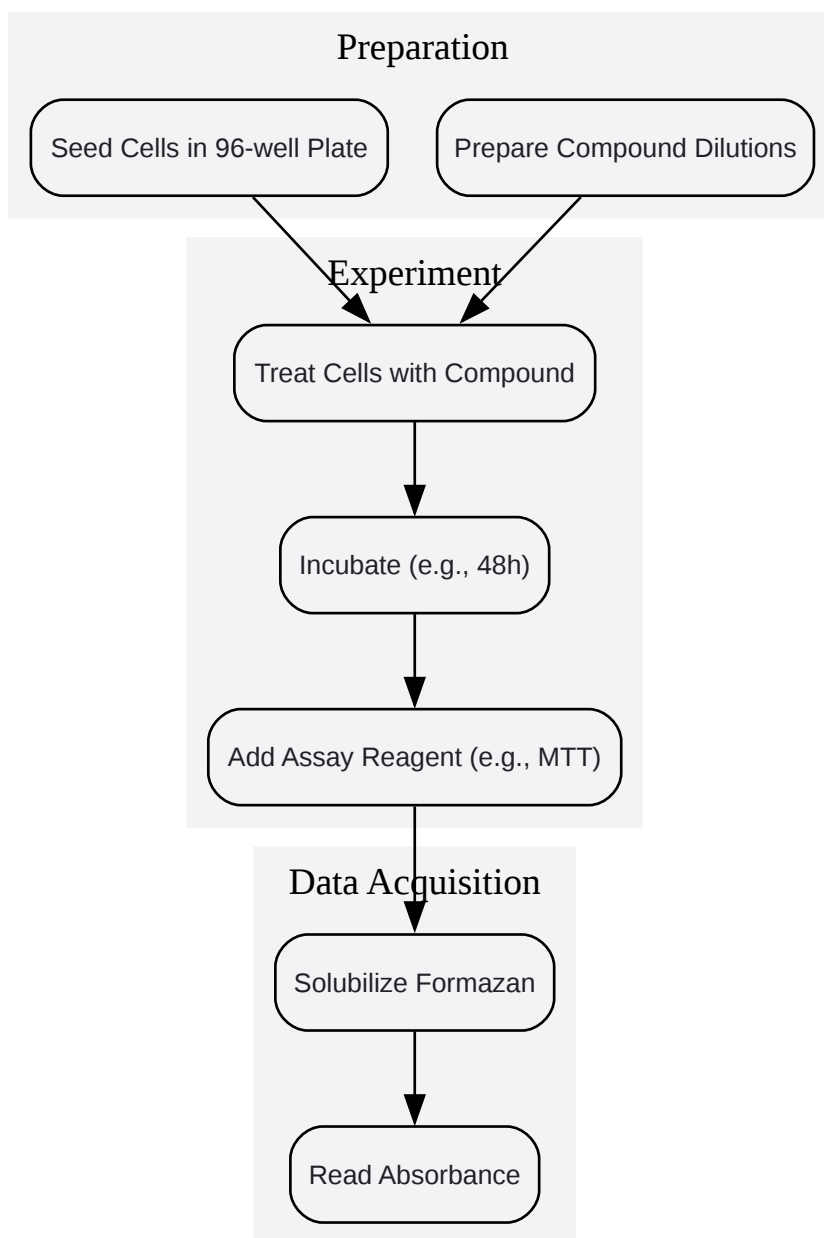 Preparation
Seed Cells in 96-well Plate
Prepare Compound Dilutions
Experiment
Treat Cells with Compound
Incubate (e.g., 48h)
Add Assay Reagent (e.g., MTT)
Data Acquisition
Solubilize Formazan
Read Absorbance